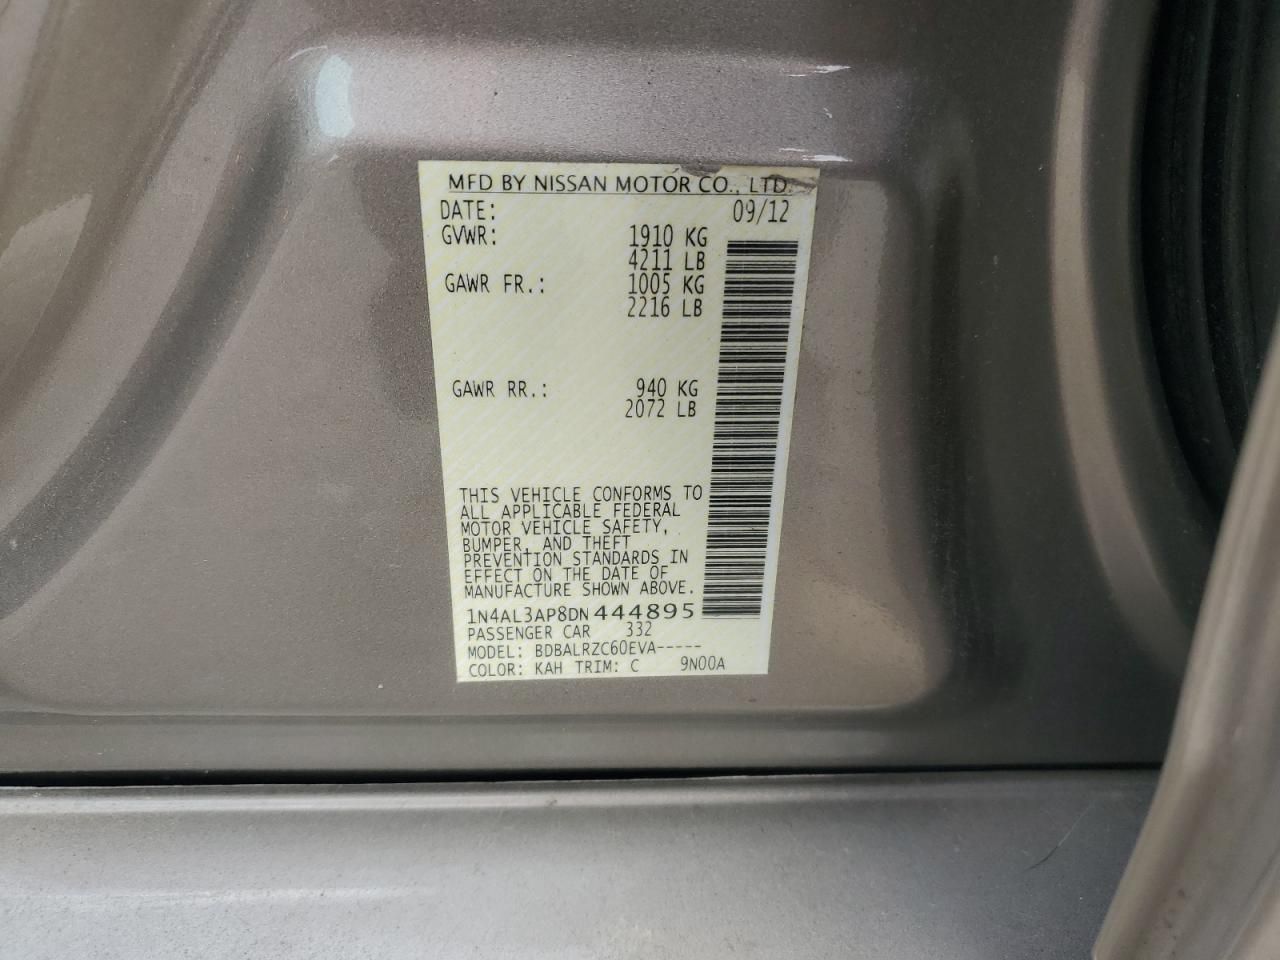 MFD BY NISSAN MOTOR CO., LTD.
DATE: 09/12
GVWR: 1910 KG
4211 LB
GAWR FR.: 1005 KG
2216 LB
GAWR RR.: 940 KG
2072 LB
THIS VEHICLE CONFORMS TO
ALL APPLICABLE FEDERAL
MOTOR VEHICLE SAFETY,
BUMPER, AND THEFT
PREVENTION STANDARDS IN
EFFECT ON THE DATE OF
MANUFACTURE SHOWN ABOVE.
1N4AL3AP8DN444895
PASSENGER CAR 332
MODEL: BDBALRZC60EVA-----
COLOR: KAH TRIM: C 9N00A